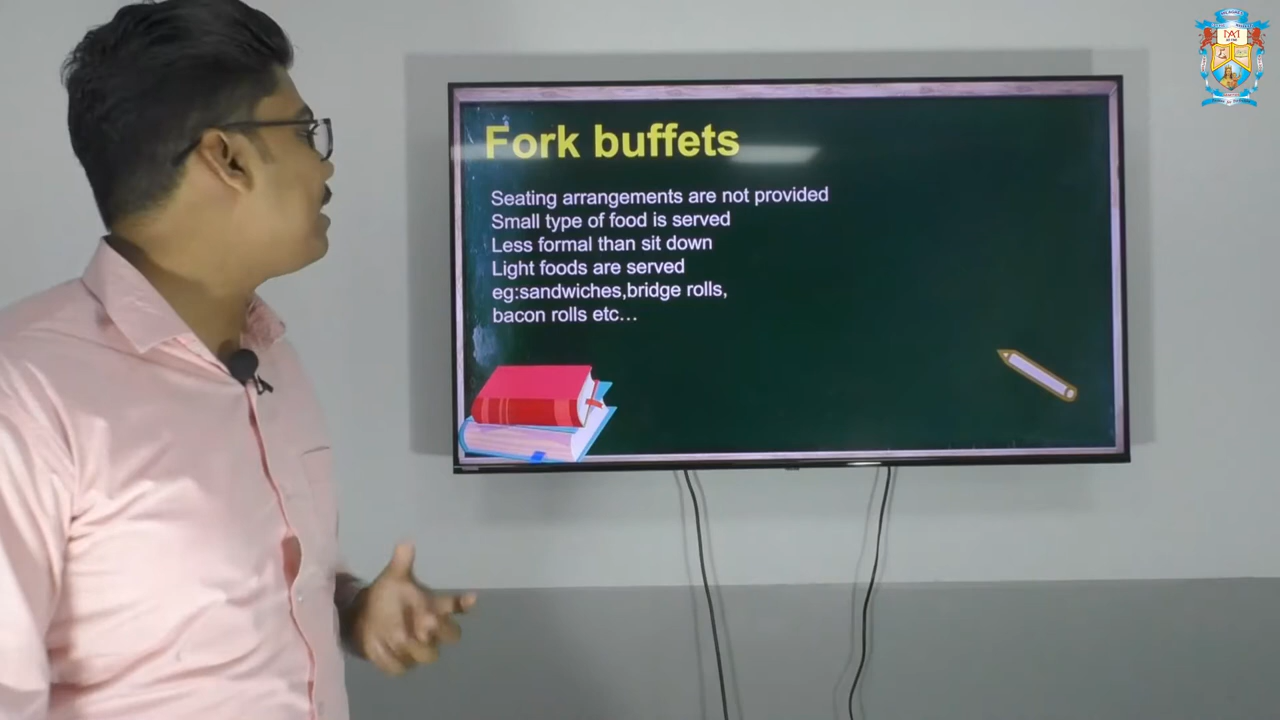 Fork buffets
Seating arrangements are not provided
Small type of food is served
Less formal than sit down
Light foods are served
eg:sandwiches,bridge rolls,
bacon rolls etc...